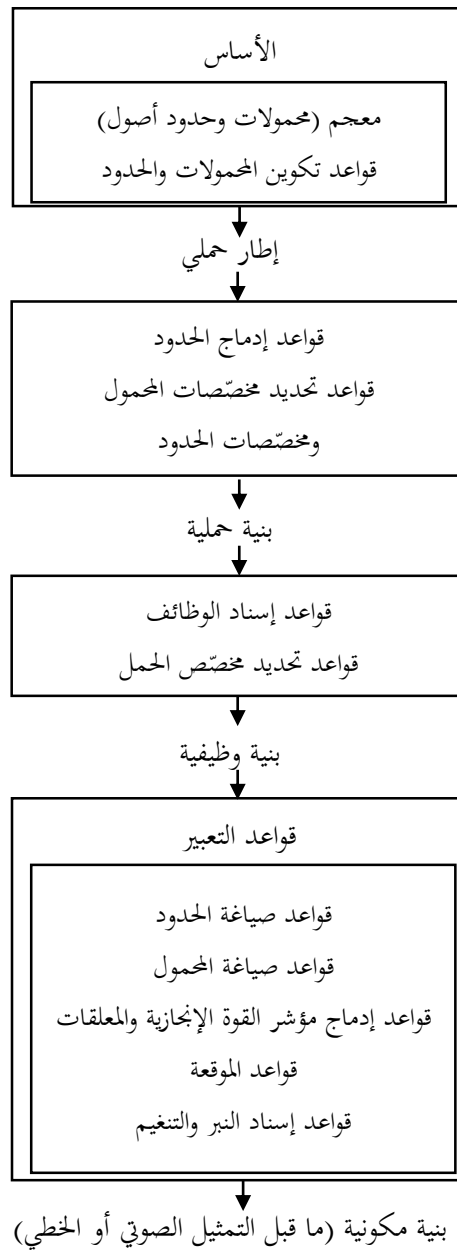 الأساس
معجم (محمولات وحدود أصول)
قواعد تكوين المحمولات والحدود
إطار حملي
قواعد إدماج الحدود
قواعد تحديد مخصّصات المحمول
ومخصّصات الحدود
بنية حملية
قواعد إسناد الوظائف
قواعد تحديد مخصّص الحمل
بنية وظيفية
قواعد التعبير
قواعد صياغة الحدود
قواعد صياغة المحمول
قواعد إدماج مؤشر القوة الإنجازية والمعلقات
قواعد الموقعة
قواعد إسناد النبر والتنغيم
بنية مكونية (ما قبل التمثيل الصوتي أو الخطي)